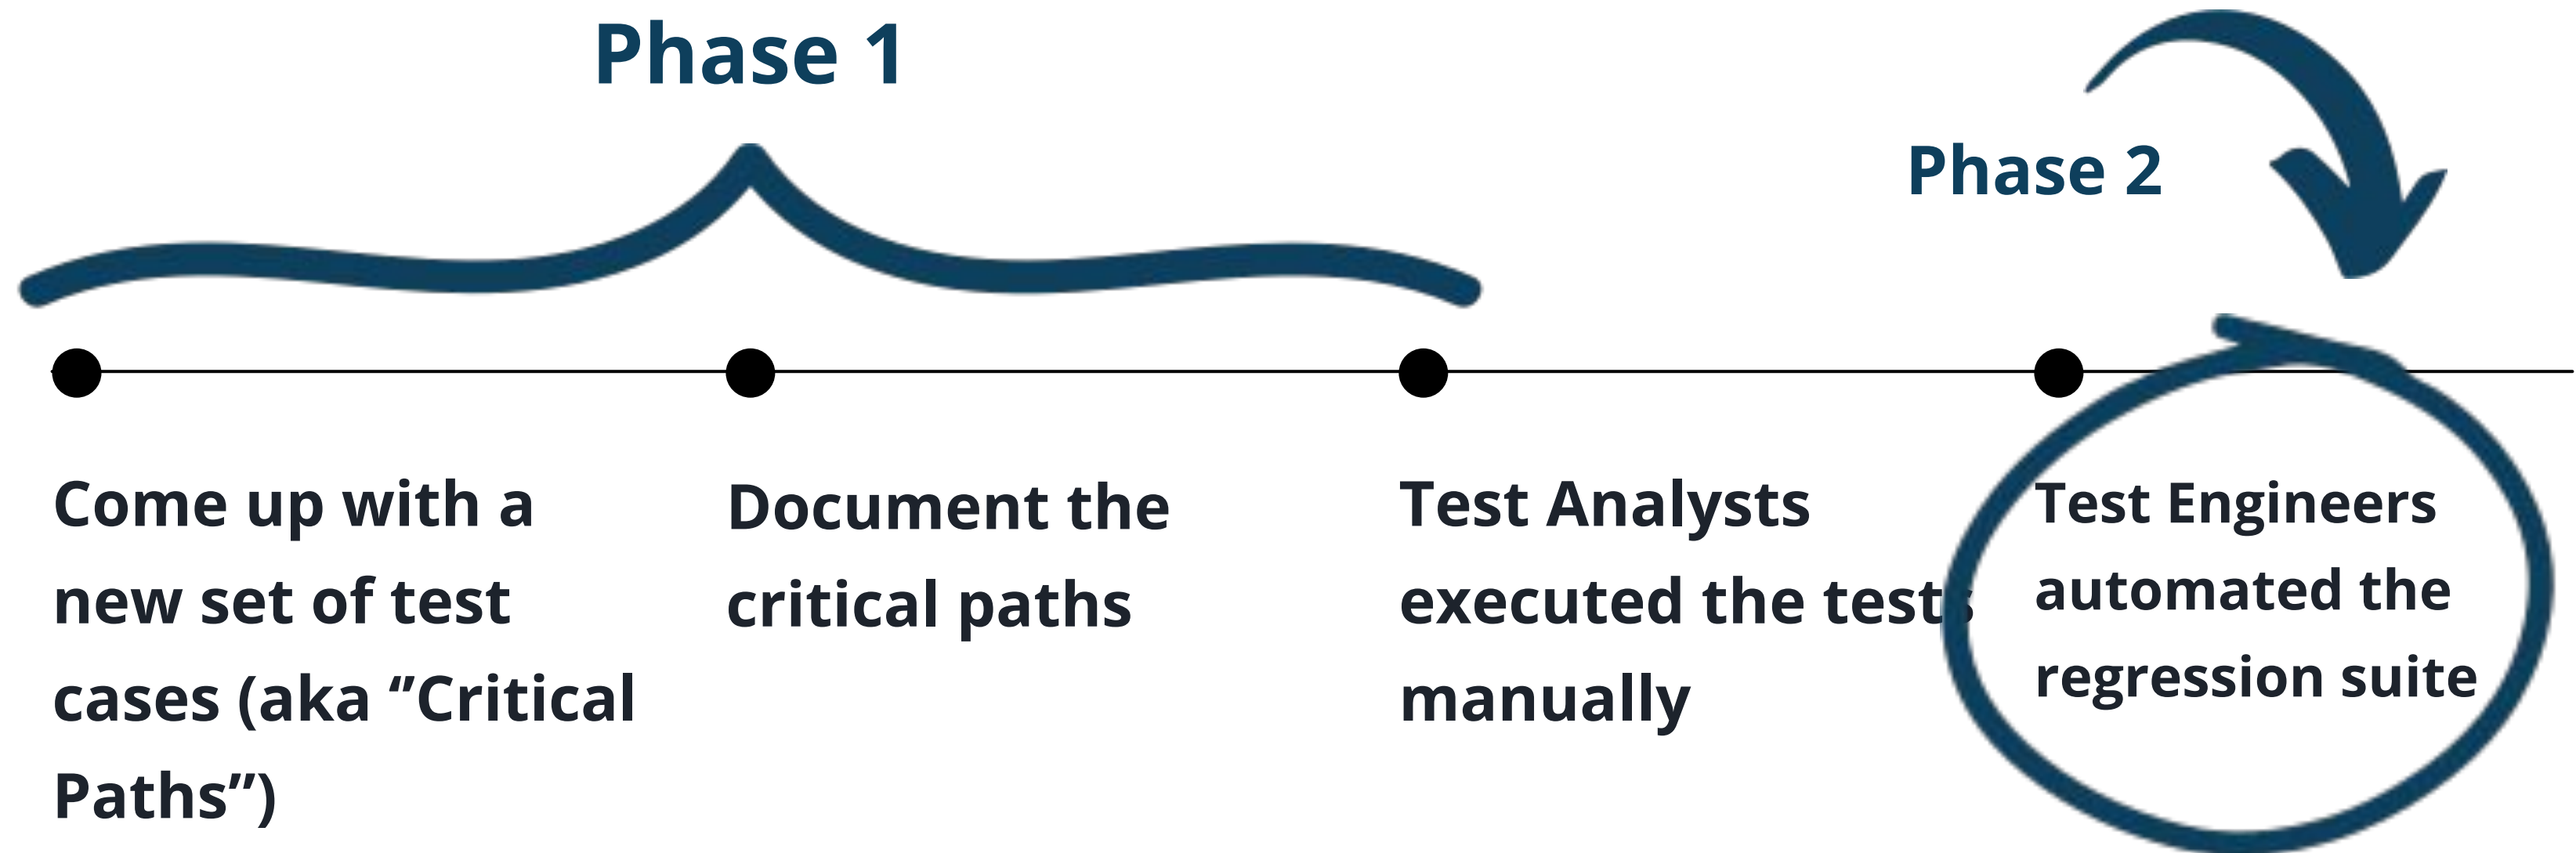 Phase 1
Phase 2
Come up with a
new set of test
cases (aka “Critical
Paths”)
Document the
critical paths
Test Analysts
executed the tests
manually
Test Engineers
automated the
regression suite